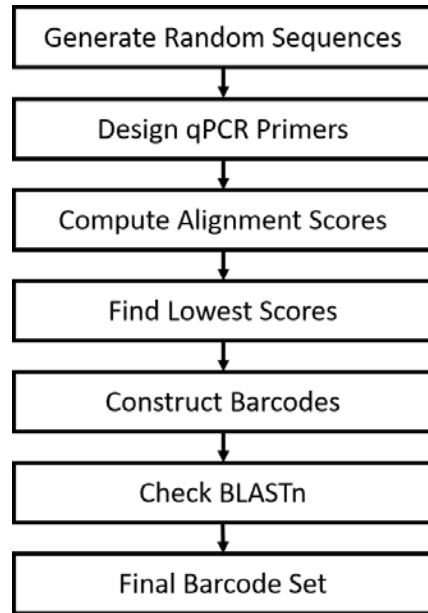 Generate Random Sequences
Design qPCR Primers
Compute Alignment Scores
Find Lowest Scores
Construct Barcodes
Check BLASTn
Final Barcode Set